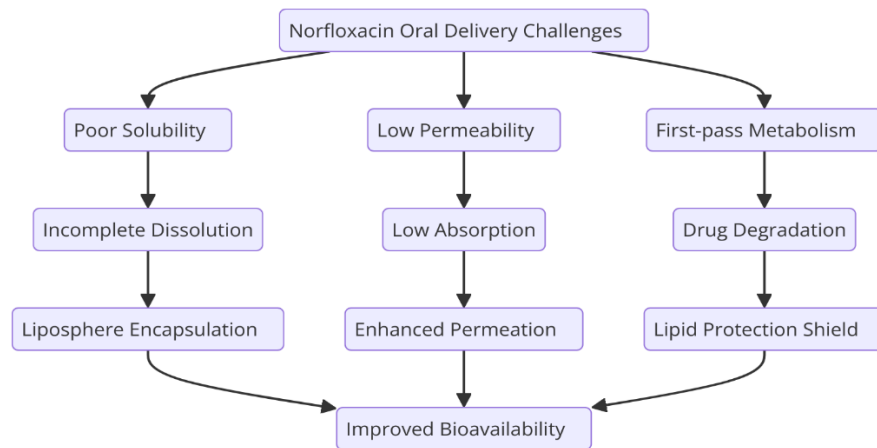 Norfloxacin Oral Delivery Challenges
Poor Solubility
Low Permeability
First-pass Metabolism
Incomplete Dissolution
Low Absorption
Drug Degradation
Liposphere Encapsulation
Enhanced Permeation
Lipid Protection Shield
Improved Bioavailability